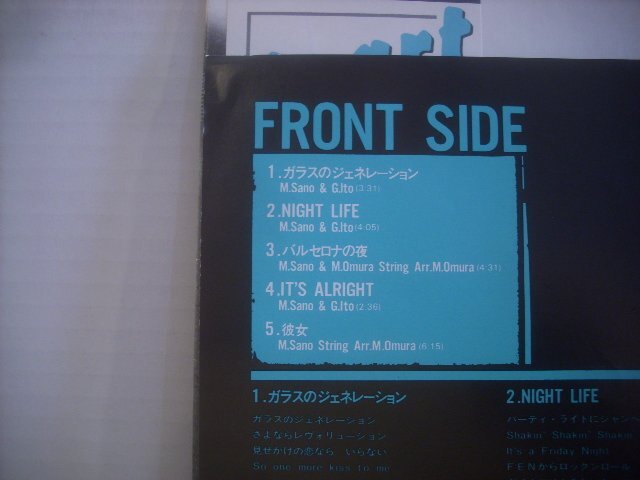 FRONT SIDE
1.ガラスのジェネレーション
M.Sano & G.Ito(3:31)
2.NIGHT LIFE
M.Sano & G.Ito(4:05)
3.バルセロナの夜
M.Sano & M.Omura String Arr.M.Omura(4:31)
4.IT'S ALRIGHT
M.Sano & G.Ito(2:36)
5.彼女
M.Sano String Arr.M.Omura(6:15)
1.ガラスのジェネレーション
ガラスのジェネレーション
さよならレヴォリューション
見せかけの恋なら いらない
So one more kiss to me
2.NIGHT LIFE
パーティ・ライトにシャンペ
Shakin' Shakin' Shakin'
It's a Friday Night
FENからロックンロール